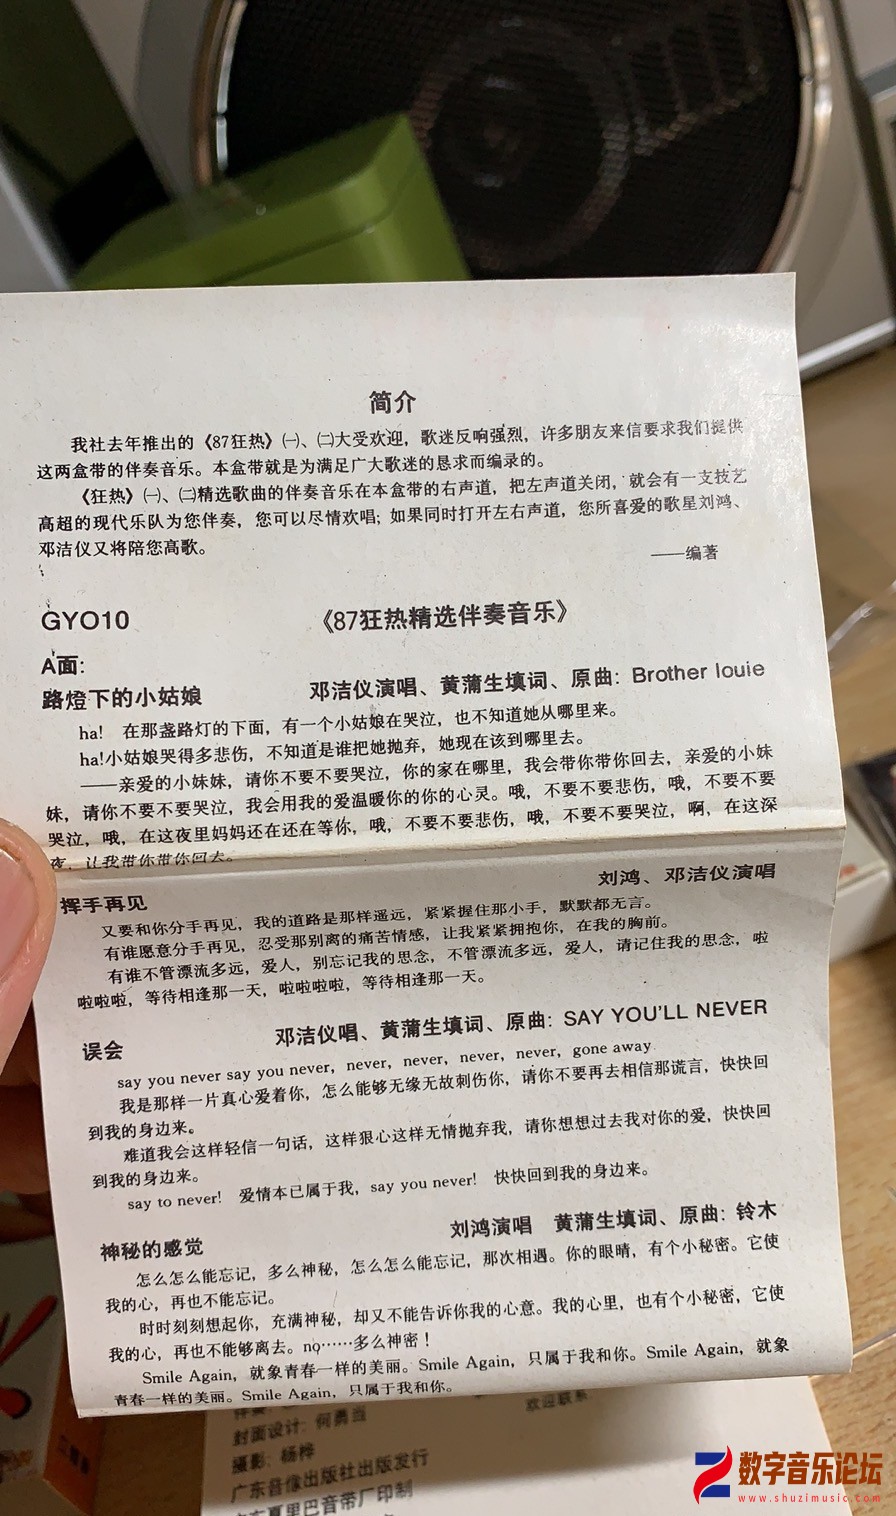 简介
我社去年推出的《87狂热》㈠、㈡大受欢迎，歌迷反响强烈，许多朋友来信要求我们提供
这两盒带的伴奏音乐。本盒带就是为满足广大歌迷的恳求而编录的。
《狂热》㈠、㈡精选歌曲的伴奏音乐在本盒带的右声道，把左声道关闭，就会有一支技艺
高超的现代乐队为您伴奏，您可以尽情欢唱；如果同时打开左右声道，您所喜爱的歌星刘鸿、
邓洁仪又将陪您高歌。
——编著
GYO10 《87狂热精选伴奏音乐》
A面：
路燈下的小姑娘 邓洁仪演唱、黄蒲生填词、原曲：Brother louie
ha! 在那盏路灯的下面，有一个小姑娘在哭泣，也不知道她从哪里来。
ha!小姑娘哭得多悲伤，不知道是谁把她抛弃，她现在该到哪里去。
——亲爱的小妹妹，请你不要不要哭泣，你的家在哪里，我会带你带你回去，亲爱的小妹
妹，请你不要不要哭泣，我会用我的爱温暖你的你的心灵。哦，不要不要悲伤，哦，不要不要
哭泣，哦，在这夜里妈妈还在还在等你，哦，不要不要悲伤，哦，不要不要哭泣，啊，在这深
夜，让我带你带你回去。
挥手再见 刘鸿、邓洁仪演唱
又要和你分手再见，我的道路是那样遥远，紧紧握住那小手，默默都无言。
有谁愿意分手再见，忍受那别离的痛苦情感，让我紧紧拥抱你，在我的胸前。
有谁不管漂流多远，爱人，别忘记我的思念，不管漂流多远，爱人，请记住我的思念，啦
啦啦啦，等待相逢那一天，啦啦啦啦，等待相逢那一天。
误会 邓洁仪唱、黄蒲生填词、原曲：SAY YOU'LL NEVER
say you never say you never，never，never，never，never，gone away
我是那样一片真心爱着你，怎么能够无缘无故刺伤你，请你不要再去相信那谎言，快快回
到我的身边来。
难道我会这样轻信一句话，这样狠心这样无情抛弃我，请你想想过去我对你的爱，快快回
到我的身边来。
say to never! 爱情本已属于我，say you never! 快快回到我的身边来。
神秘的感觉 刘鸿演唱 黄蒲生填词、原曲：铃木
怎么怎么能忘记，多么神秘，怎么怎么能忘记，那次相遇。你的眼睛，有个小秘密。它使
我的心，再也不能忘记。
时时刻刻想起你，充满神秘，却又不能告诉你我的心意。我的心里，也有个小秘密，它使
我的心，再也不能够离去。no……多么神密！
Smile Again，就象青春一样的美丽。Smile Again，只属于我和你。Smile Again，就象
青春一样的美丽。Smile Again，只属于我和你。
欢迎联系
封面设计：何勇当
摄影：杨桦
广东音像出版社出版发行
夏里巴音带厂印制
数字音乐论坛
www.shuzimusic.com